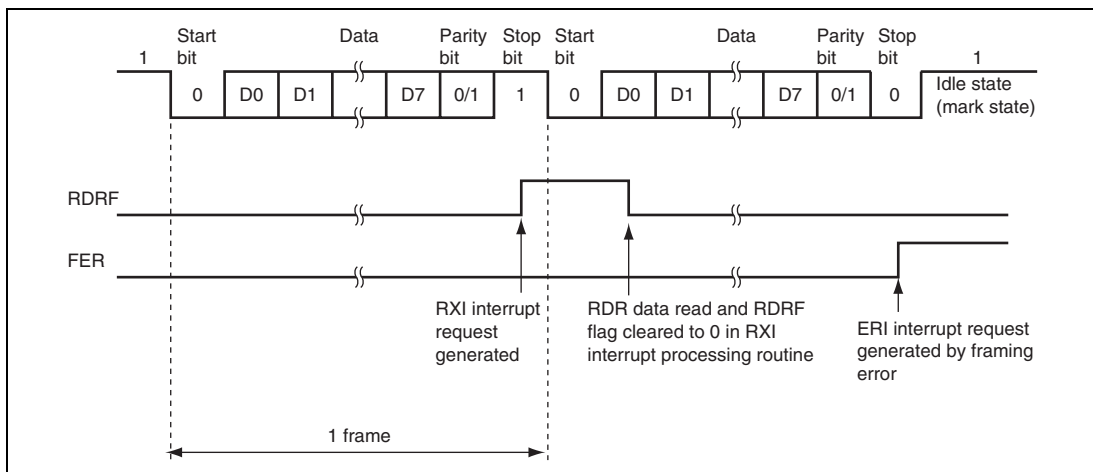 Start bit
Data
Parity bit
Stop bit
Start bit
Data
Parity bit
Stop bit
1
1
0
D0
D1
D7
0/1
1
0
D0
D1
D7
0/1
0
Idle state
(mark state)
RDRF
FER
RXI interrupt
request
generated
RDR data read and RDRF
flag cleared to 0 in RXI
interrupt processing routine
ERI interrupt request
generated by framing
error
1 frame